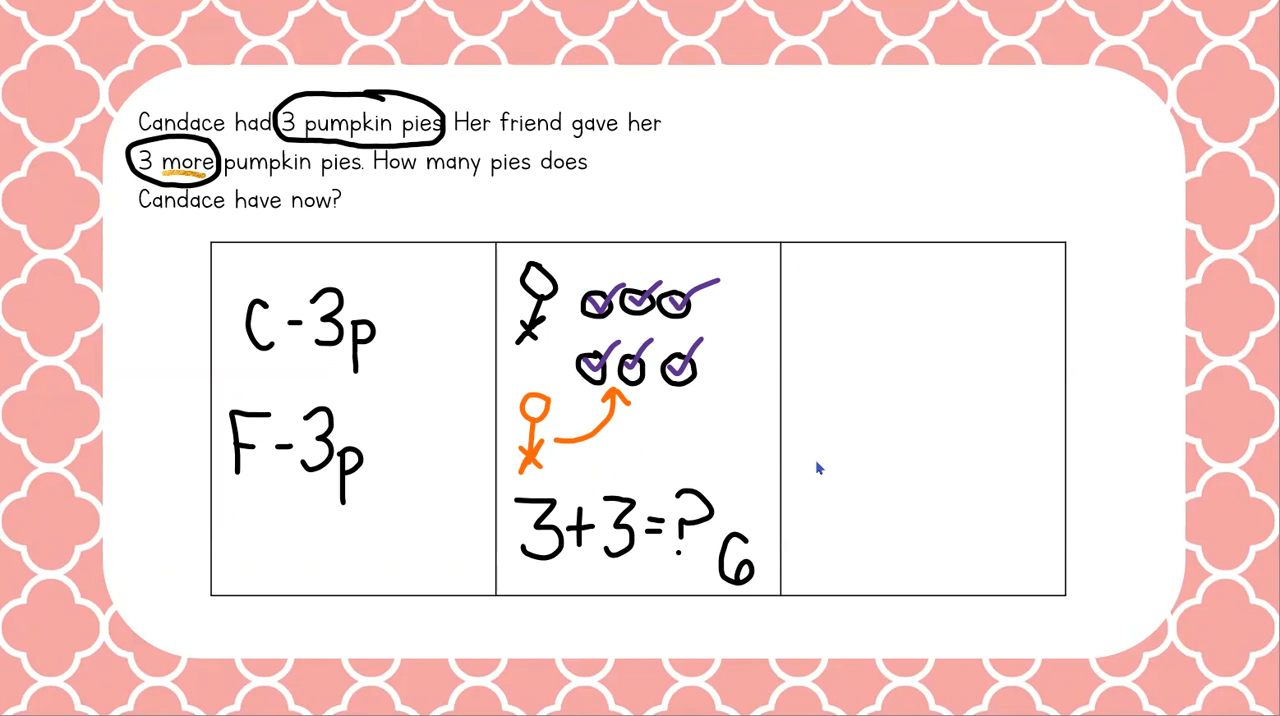 Candace had 3 pumpkin pies. Her friend gave her
3 more pumpkin pies. How many pies does
Candace have now?
C-3p
F-3p
3+3=?
6